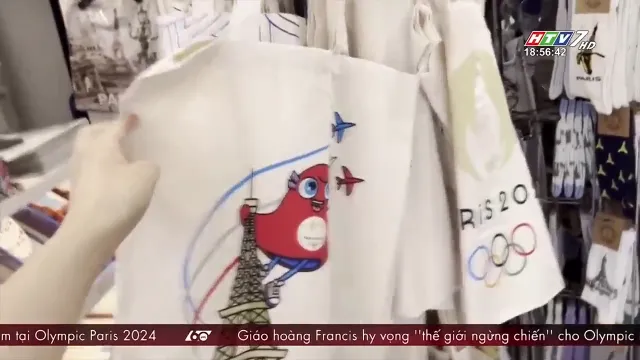 HTV7 HD
18:56:42
PARIS
RIS 20
m tại Olympic Paris 2024 60 Giáo hoàng Francis hy vọng "thế giới ngừng chiến" cho Olympic